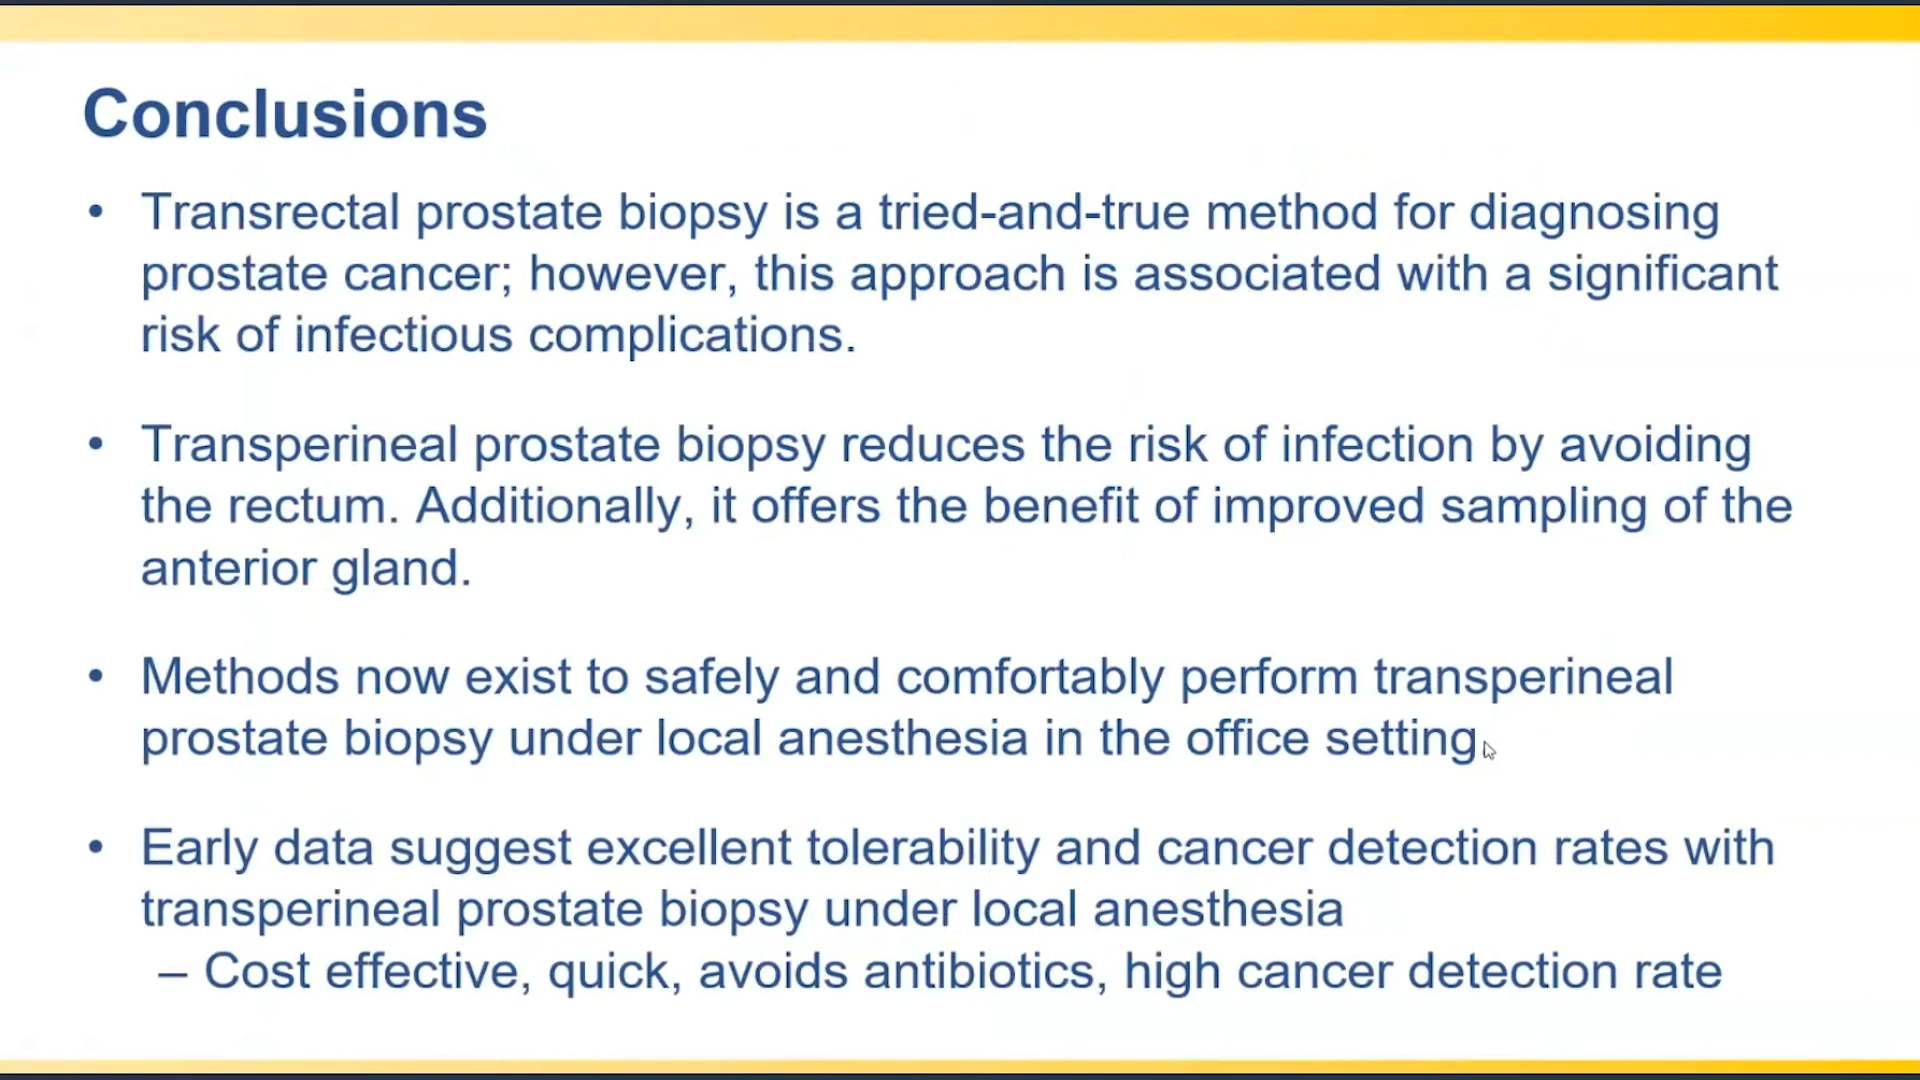 Conclusions
• Transrectal prostate biopsy is a tried-and-true method for diagnosing
prostate cancer; however, this approach is associated with a significant
risk of infectious complications.
• Transperineal prostate biopsy reduces the risk of infection by avoiding
the rectum. Additionally, it offers the benefit of improved sampling of the
anterior gland.
• Methods now exist to safely and comfortably perform transperineal
prostate biopsy under local anesthesia in the office setting.
• Early data suggest excellent tolerability and cancer detection rates with
transperineal prostate biopsy under local anesthesia
– Cost effective, quick, avoids antibiotics, high cancer detection rate